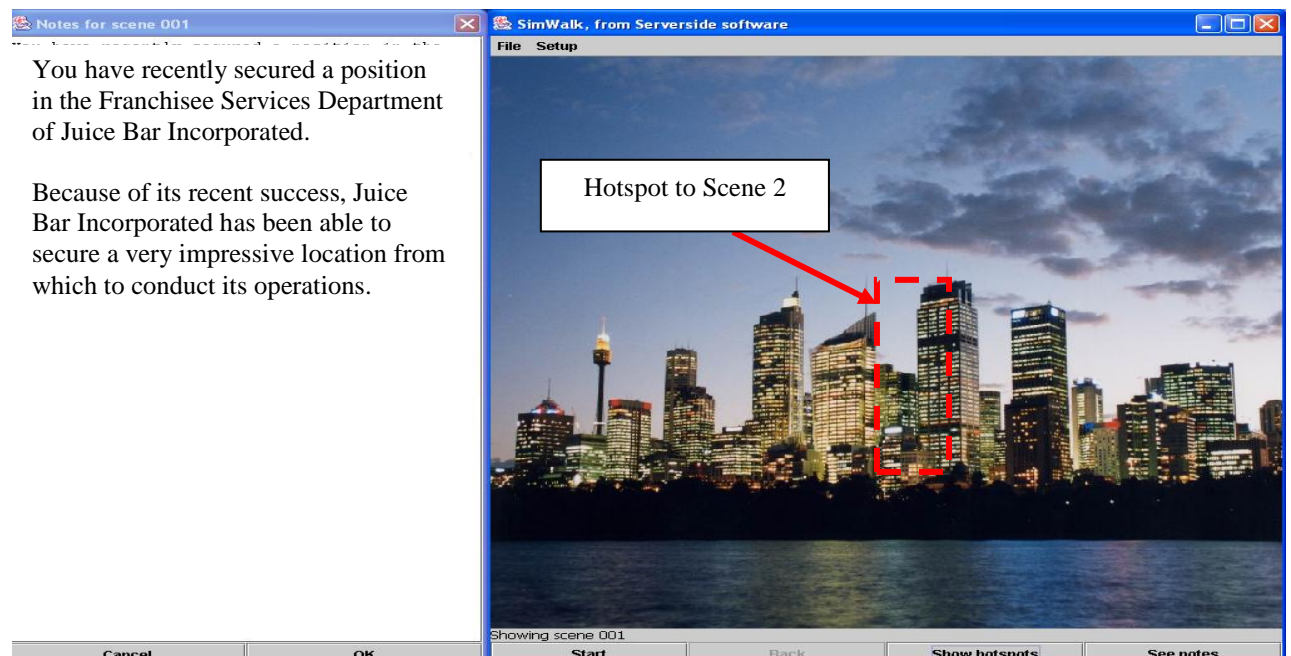 Notes for scene 001
You have recently secured a position
in the Franchisee Services Department
of Juice Bar Incorporated.
Because of its recent success, Juice
Bar Incorporated has been able to
secure a very impressive location from
which to conduct its operations.
Cancel OK
SimWalk, from Serverside software
File Setup
Hotspot to Scene 2
Showing scene 001
Start Back Show hotspots See notes